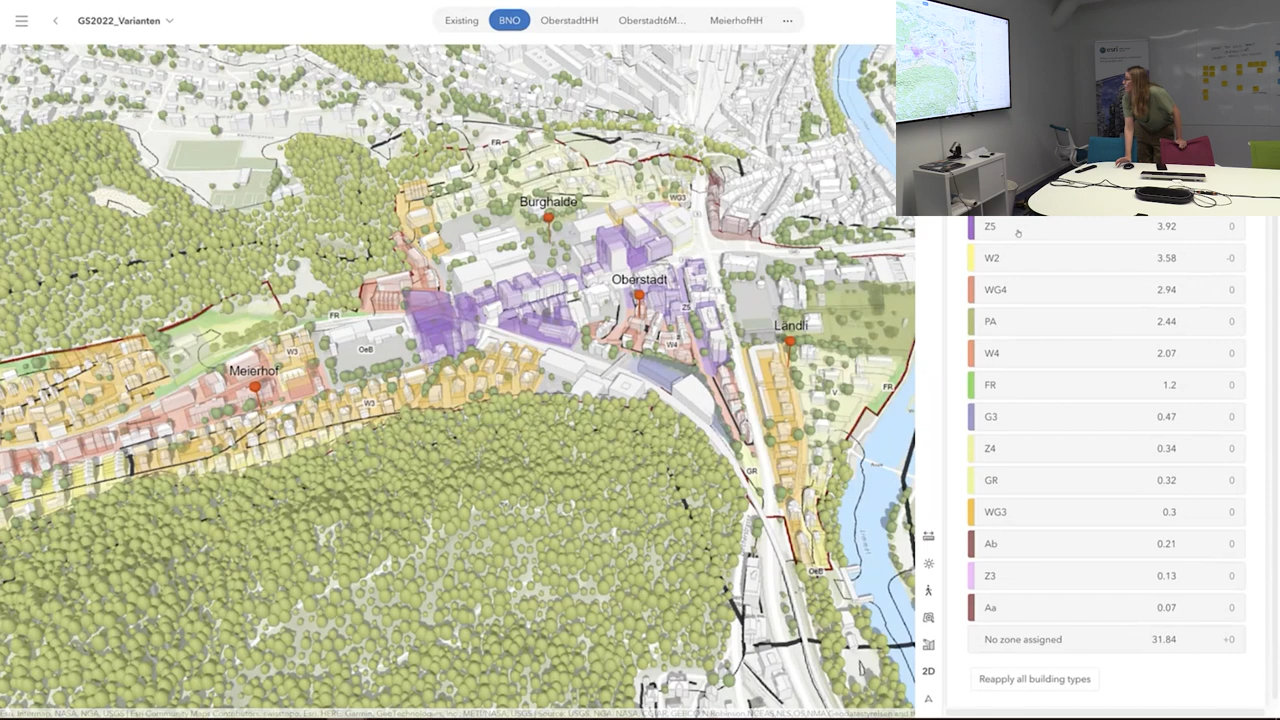 GS2022_Varianten
Existing
BNO
OberstadtHH
Oberstadt6M...
MeierhofHH
...
esri
FR
WG3
Burghalde
Oberstadt
Z5
FR
W3
OeB
W4
Ländli
Meierhof
W3
V
FR
GR
OeB
Z5 3.92 0
W2 3.58 -0
WG4 2.94 0
PA 2.44 0
W4 2.07 0
FR 1.2 0
G3 0.47 0
Z4 0.34 0
GR 0.32 0
WG3 0.3 0
Ab 0.21 0
Z3 0.13 0
Aa 0.07 0
No zone assigned 31.84 +0
2D
Reapply all building types